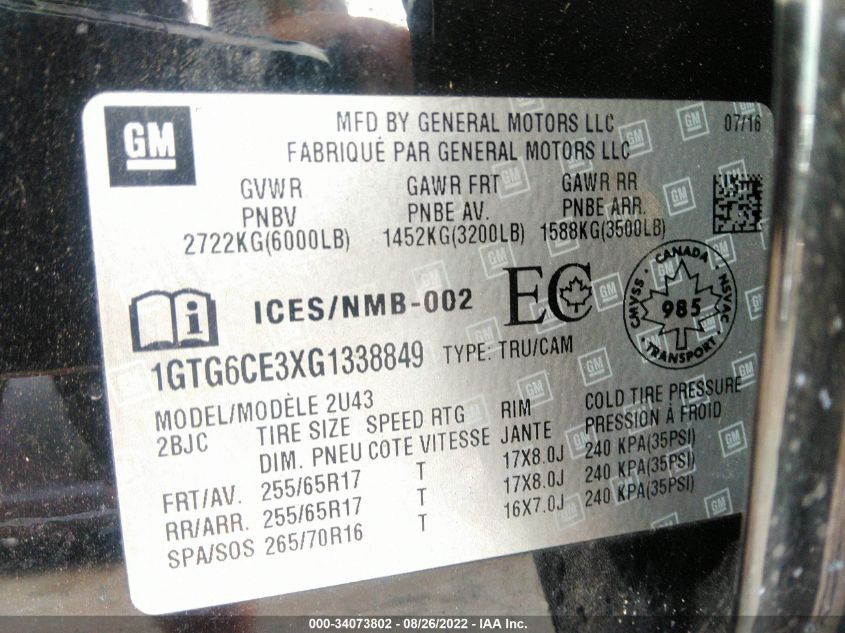 GM
MFD BY GENERAL MOTORS LLC 07/16
FABRIQUÉ PAR GENERAL MOTORS LLC
GVWR GAWR FRT GAWR RR
PNBV PNBE AV. PNBE ARR.
2722KG(6000LB) 1452KG(3200LB) 1588KG(3500LB)
i ICES/NMB-002 EC
CANADA
CMVSS 985 NSVAC
TRANSPORT
1GTG6CE3XG1338849 TYPE: TRU/CAM
MODEL/MODÈLE 2U43
2BJC TIRE SIZE SPEED RTG RIM COLD TIRE PRESSURE
DIM. PNEU COTE VITESSE JANTE PRESSION À FROID
FRT/AV. 255/65R17 T 17X8.0J 240 KPA(35PSI)
RR/ARR. 255/65R17 T 17X8.0J 240 KPA(35PSI)
SPA/SOS 265/70R16 T 16X7.0J 240 KPA(35PSI)
000-34073802 - 08/26/2022 - IAA Inc.